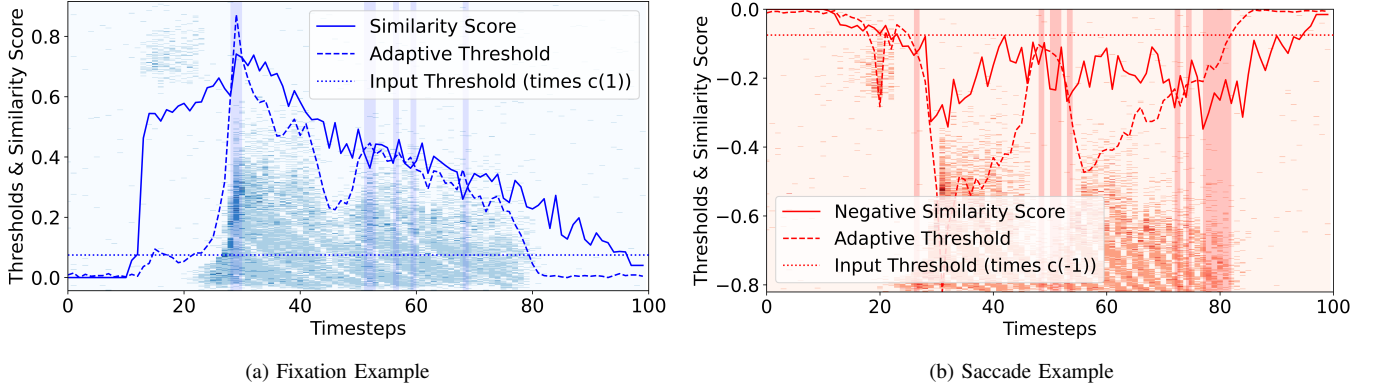 Thresholds & Similarity Score
0.8
0.6
0.4
0.2
0.0
Similarity Score
Adaptive Threshold
Input Threshold (times c(1))
0 20 40 60 80 100
Timesteps
(a) Fixation Example
Thresholds & Similarity Score
0.0
−0.2
−0.4
−0.6
−0.8
Negative Similarity Score
Adaptive Threshold
Input Threshold (times c(-1))
0 20 40 60 80 100
Timesteps
(b) Saccade Example